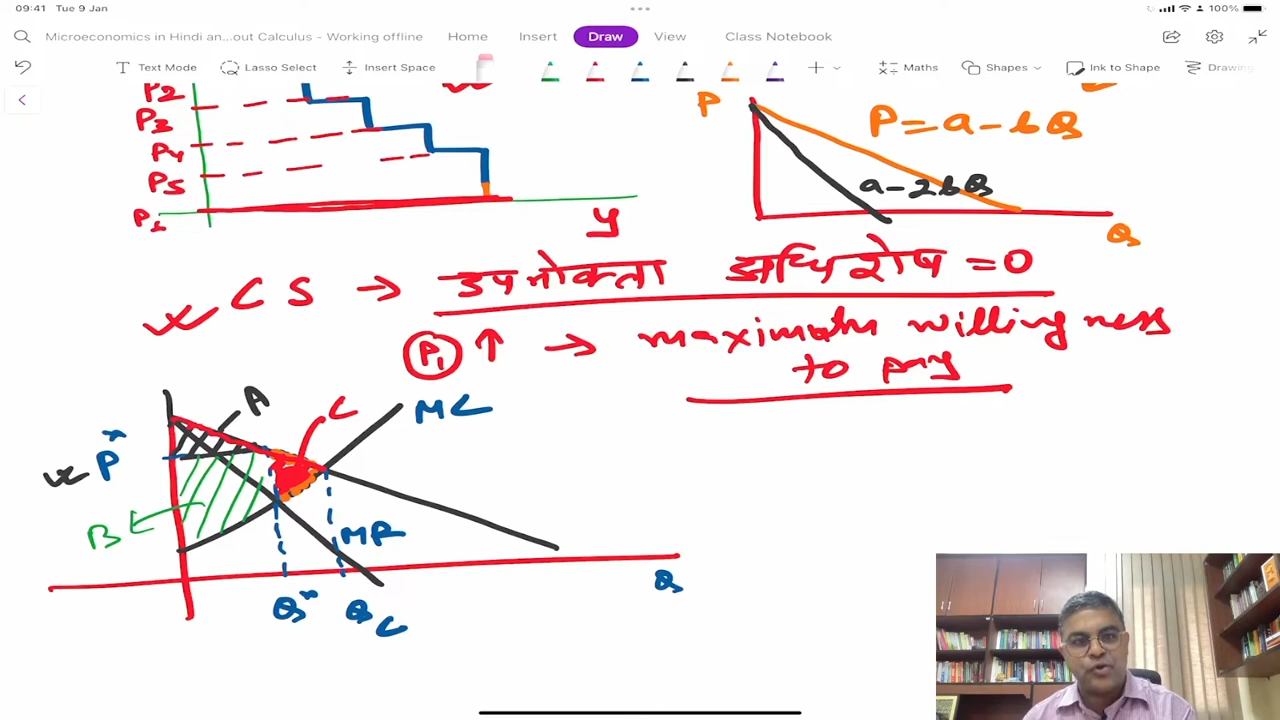 09:41 Tue 9 Jan
100%
Microeconomics in Hindi an...out Calculus - Working offline
Home Insert Draw View Class Notebook
Text Mode Lasso Select Insert Space Maths Shapes Ink to Shape Drawing
P2
P3
P4
P5
P1
y
P
P = a - bQ
a - 2bQ
Q
CS → उपभोक्ता अधिशेष = 0
P1 ↑ → maximum willingness
to pay
A
C
MC
P*
B
MR
Q
Q* QC